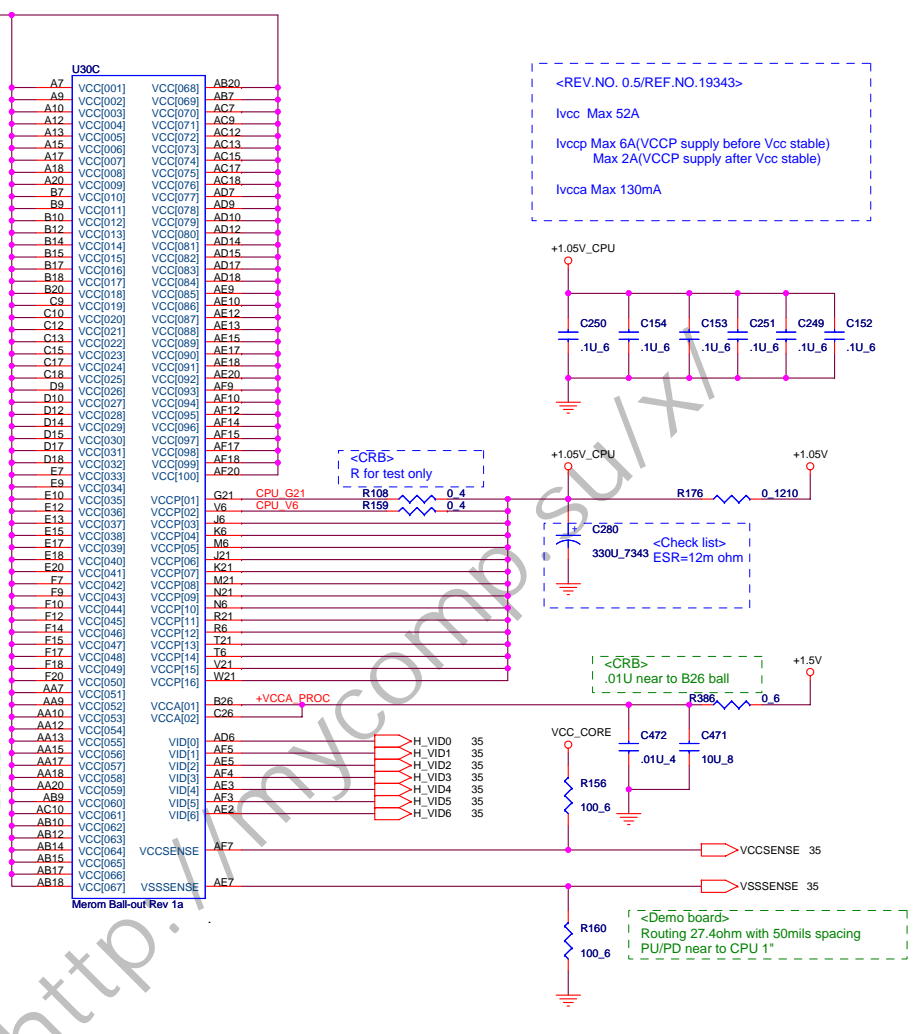 U30C
A7 VCC[001] VCC[068] AB20
A9 VCC[002] VCC[069] AB7
A10 VCC[003] VCC[070] AC7
A12 VCC[004] VCC[071] AC9
A13 VCC[005] VCC[072] AC12
A15 VCC[006] VCC[073] AC13
A17 VCC[007] VCC[074] AC15
A18 VCC[008] VCC[075] AC17
A20 VCC[009] VCC[076] AC18
B7 VCC[010] VCC[077] AD7
B9 VCC[011] VCC[078] AD9
B10 VCC[012] VCC[079] AD10
B12 VCC[013] VCC[080] AD12
B14 VCC[014] VCC[081] AD14
B15 VCC[015] VCC[082] AD15
B17 VCC[016] VCC[083] AD17
B18 VCC[017] VCC[084] AD18
B20 VCC[018] VCC[085] AE9
C9 VCC[019] VCC[086] AE10
C10 VCC[020] VCC[087] AE12
C12 VCC[021] VCC[088] AE13
C13 VCC[022] VCC[089] AE15
C15 VCC[023] VCC[090] AE17
C17 VCC[024] VCC[091] AE18
C18 VCC[025] VCC[092] AE20
D9 VCC[026] VCC[093] AF9
D10 VCC[027] VCC[094] AF10
D12 VCC[028] VCC[095] AF12
D14 VCC[029] VCC[096] AF14
D15 VCC[030] VCC[097] AF15
D17 VCC[031] VCC[098] AF17
D18 VCC[032] VCC[099] AF18
E7 VCC[033] VCC[100] AF20
E9 VCC[034]
E10 VCC[035] VCCP[01] G21 CPU_G21
E12 VCC[036] VCCP[02] V6 CPU_V6
E13 VCC[037] VCCP[03] J6
E15 VCC[038] VCCP[04] K6
E17 VCC[039] VCCP[05] M6
E18 VCC[040] VCCP[06] J21
E20 VCC[041] VCCP[07] K21
F7 VCC[042] VCCP[08] M21
F9 VCC[043] VCCP[09] N21
F10 VCC[044] VCCP[10] N6
F12 VCC[045] VCCP[11] R21
F14 VCC[046] VCCP[12] R6
F15 VCC[047] VCCP[13] T21
F17 VCC[048] VCCP[14] T6
F18 VCC[049] VCCP[15] V21
F20 VCC[050] VCCP[16] W21
AA7 VCC[051]
AA9 VCC[052] VCCA[01] B26 +VCCA_PROC
AA10 VCC[053] VCCA[02] C26
AA12 VCC[054]
AA13 VCC[055] VID[0] AD6 H_VID0 35
AA15 VCC[056] VID[1] AF5 H_VID1 35
AA17 VCC[057] VID[2] AE5 H_VID2 35
AA18 VCC[058] VID[3] AF4 H_VID3 35
AA20 VCC[059] VID[4] AE3 H_VID4 35
AB9 VCC[060] VID[5] AF3 H_VID5 35
AC10 VCC[061] VID[6] AE2 H_VID6 35
AB10 VCC[062]
AB12 VCC[063]
AB14 VCC[064] VCCSENSE AF7 VCCSENSE 35
AB15 VCC[065]
AB17 VCC[066]
AB18 VCC[067] VSSSENSE AE7 VSSSENSE 35
Merom Ball-out Rev 1a
<REV.NO. 0.5/REF.NO.19343>
Ivcc Max 52A
Ivccp Max 6A(VCCP supply before Vcc stable)
Max 2A(VCCP supply after Vcc stable)
Ivcca Max 130mA
+1.05V_CPU
C250 C154 C153 C251 C249 C152
.1U_6 .1U_6 .1U_6 .1U_6 .1U_6 .1U_6
<CRB>
R for test only
R108 0_4
R159 0_4
+1.05V_CPU
+1.05V
R176 0_1210
+
C280
330U_7343
<Check list>
ESR=12m ohm
<CRB>
.01U near to B26 ball
+1.5V
R386 0_6
VCC_CORE
C472
.01U_4
C471
10U_8
R156
100_6
R160
100_6
<Demo board>
Routing 27.4ohm with 50mils spacing
PU/PD near to CPU 1"
http://mycomp.su/x/